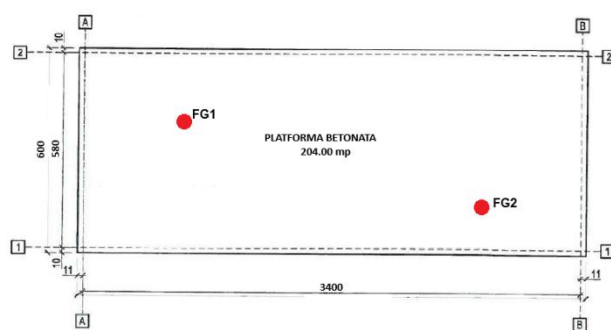 A
B
10
2
2
FG1
PLATFORMA BETONATA
204.00 mp
600
580
FG2
1
1
10
11
11
3400
A
B